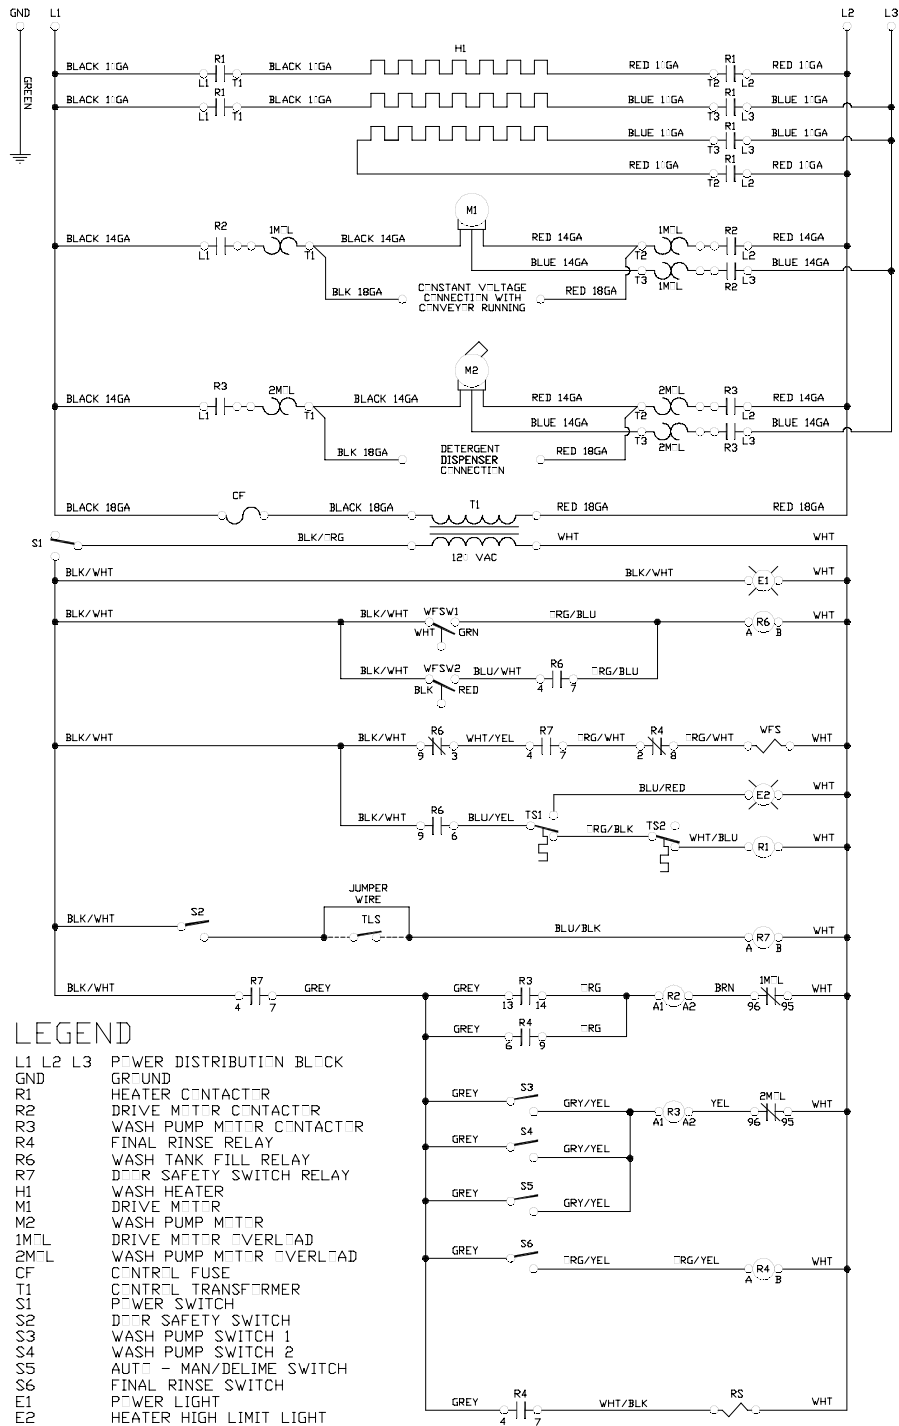 GND L1 L2 L3
GREEN
H1
BLACK 10GA R1 BLACK 10GA RED 10GA R1 RED 10GA
L1 T1 T2 L2
BLACK 10GA R1 BLACK 10GA BLUE 10GA R1 BLUE 10GA
L1 T1 T3 L3
BLUE 10GA R1 BLUE 10GA
T3 L3
RED 10GA R1 RED 10GA
T2 L2
M1
BLACK 14GA R2 1MOL BLACK 14GA RED 14GA 1MOL R2 RED 14GA
L1 T1 T2 L2
BLUE 14GA BLUE 14GA
T3 1MOL R2 L3
BLK 18GA RED 18GA
CONSTANT VOLTAGE
CONNECTION WITH
CONVEYOR RUNNING
M2
BLACK 14GA R3 2MOL BLACK 14GA RED 14GA 2MOL R3 RED 14GA
L1 T1 T2 L2
BLUE 14GA BLUE 14GA
T3 2MOL R3 L3
BLK 18GA RED 18GA
DETERGENT
DISPENSER
CONNECTION
BLACK 18GA CF BLACK 18GA T1 RED 18GA RED 18GA
S1 BLK/ORG WHT WHT
120 VAC
BLK/WHT BLK/WHT E1 WHT
BLK/WHT BLK/WHT WFSW1 ORG/BLU R6 WHT
WHT GRN A B
BLK/WHT WFSW2 BLU/WHT R6 ORG/BLU
BLK RED 4 7
BLK/WHT BLK/WHT R6 WHT/YEL R7 ORG/WHT R4 ORG/WHT WFS WHT
9 3 4 7 2 8
BLU/RED E2 WHT
BLK/WHT R6 BLU/YEL TS1 ORG/BLK TS2 WHT/BLU R1 WHT
9 6
JUMPER
WIRE
BLK/WHT S2 TLS BLU/BLK R7 WHT
A B
BLK/WHT R7 GREY GREY R3 ORG R2 BRN 1MOL WHT
4 7 13 14 A1 A2 96 95
GREY R4 ORG
6 9
GREY S3 GRY/YEL R3 YEL 2MOL WHT
A1 A2 96 95
GREY S4 GRY/YEL
GREY S5 GRY/YEL
GREY S6 ORG/YEL ORG/YEL R4 WHT
A B
GREY R4 WHT/BLK RS WHT
4 7
LEGEND
L1 L2 L3 POWER DISTRIBUTION BLOCK
GND GROUND
R1 HEATER CONTACTOR
R2 DRIVE MOTOR CONTACTOR
R3 WASH PUMP MOTOR CONTACTOR
R4 FINAL RINSE RELAY
R6 WASH TANK FILL RELAY
R7 DOOR SAFETY SWITCH RELAY
H1 WASH HEATER
M1 DRIVE MOTOR
M2 WASH PUMP MOTOR
1MOL DRIVE MOTOR OVERLOAD
2MOL WASH PUMP MOTOR OVERLOAD
CF CONTROL FUSE
T1 CONTROL TRANSFORMER
S1 POWER SWITCH
S2 DOOR SAFETY SWITCH
S3 WASH PUMP SWITCH 1
S4 WASH PUMP SWITCH 2
S5 AUTO - MAN/DELIME SWITCH
S6 FINAL RINSE SWITCH
E1 POWER LIGHT
E2 HEATER HIGH LIMIT LIGHT